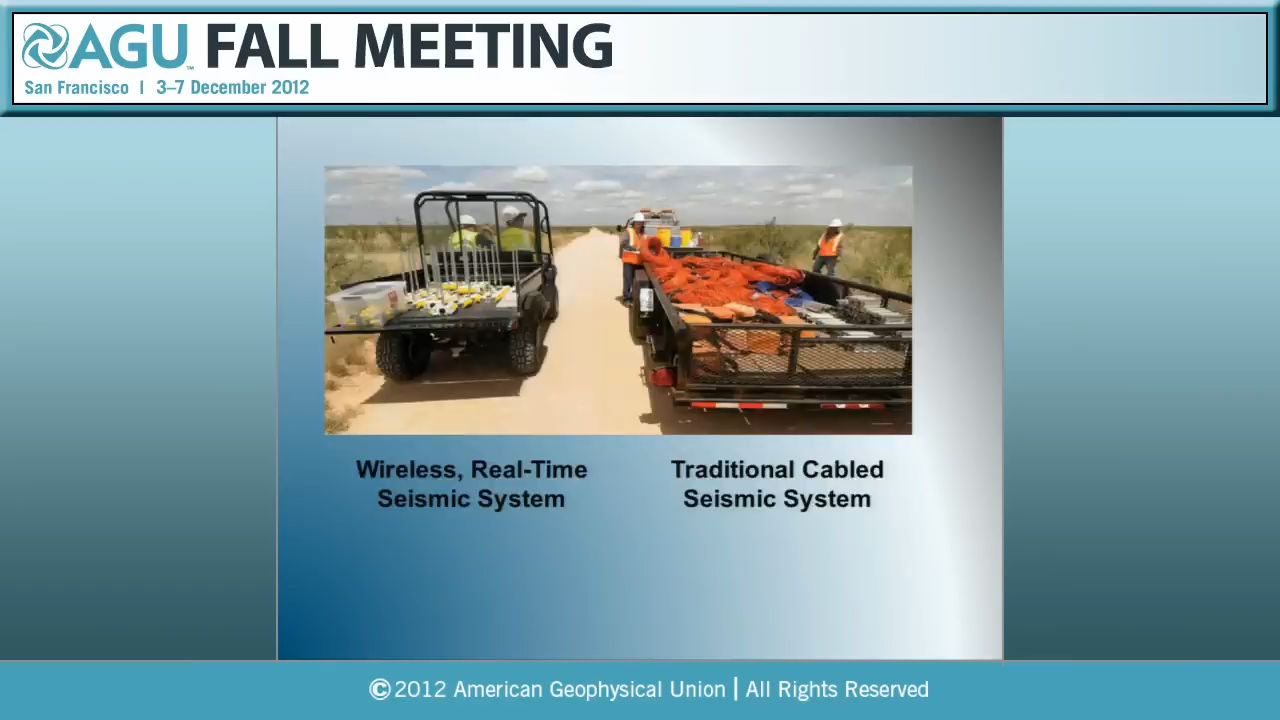 AGU™ FALL MEETING
San Francisco | 3–7 December 2012
Wireless, Real-Time
Seismic System
Traditional Cabled
Seismic System
©2012 American Geophysical Union | All Rights Reserved